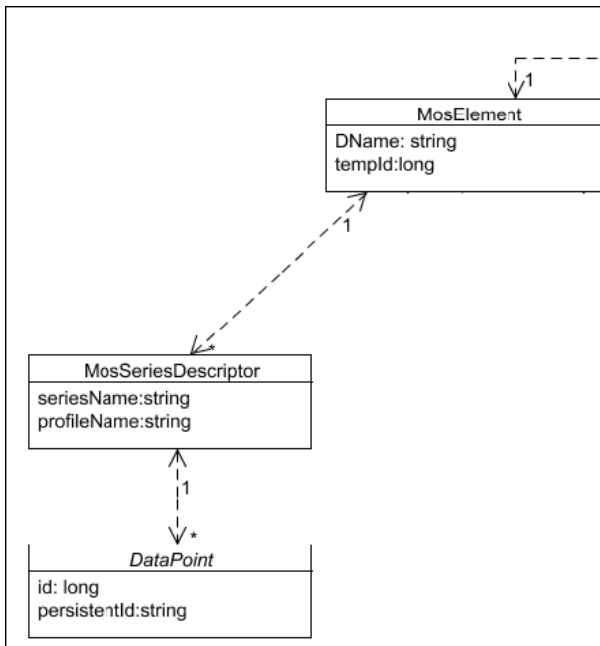 1
MosElement
DName: string
tempId:long
1
*
MosSeriesDescriptor
seriesName:string
profileName:string
1
*
DataPoint
id: long
persistentId:string